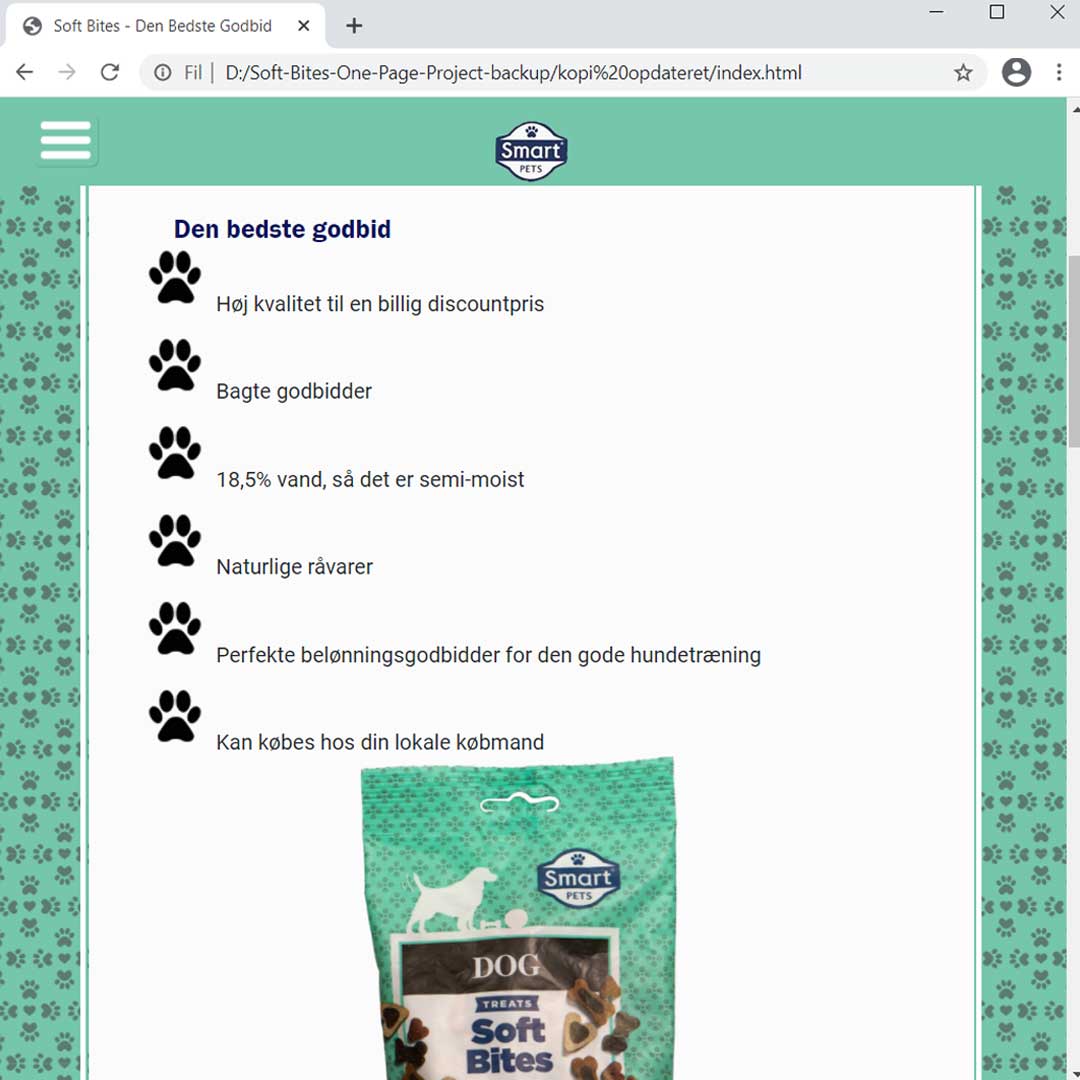 Soft Bites - Den Bedste Godbid
Fil | D:/Soft-Bites-One-Page-Project-backup/kopi%20opdateret/index.html
Smart
PETS
Den bedste godbid
Høj kvalitet til en billig discountpris
Bagte godbidder
18,5% vand, så det er semi-moist
Naturlige råvarer
Perfekte belønningsgodbidder for den gode hundetræning
Kan købes hos din lokale købmand
Smart
PETS
DOG
TREATS
Soft
Bites